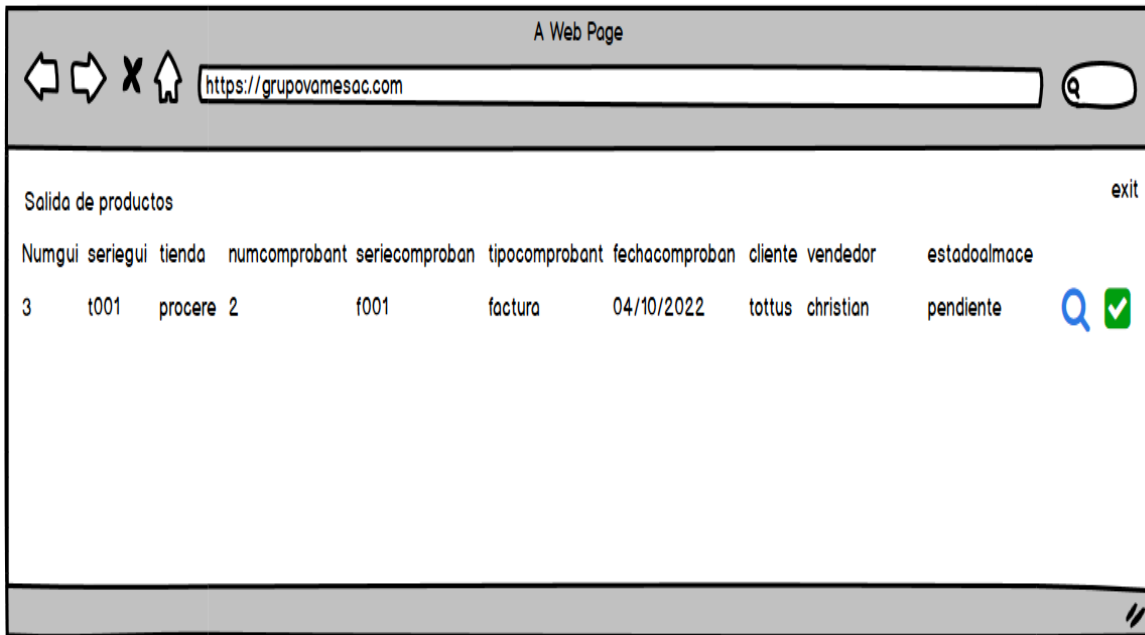 A Web Page
https://grupovamesac.com
exit
Salida de productos
Numgui seriegui tienda numcomprobant seriecomproban tipocomprobant fechacomproban cliente vendedor estadoalmace
3 t001 procere 2 f001 factura 04/10/2022 tottus christian pendiente